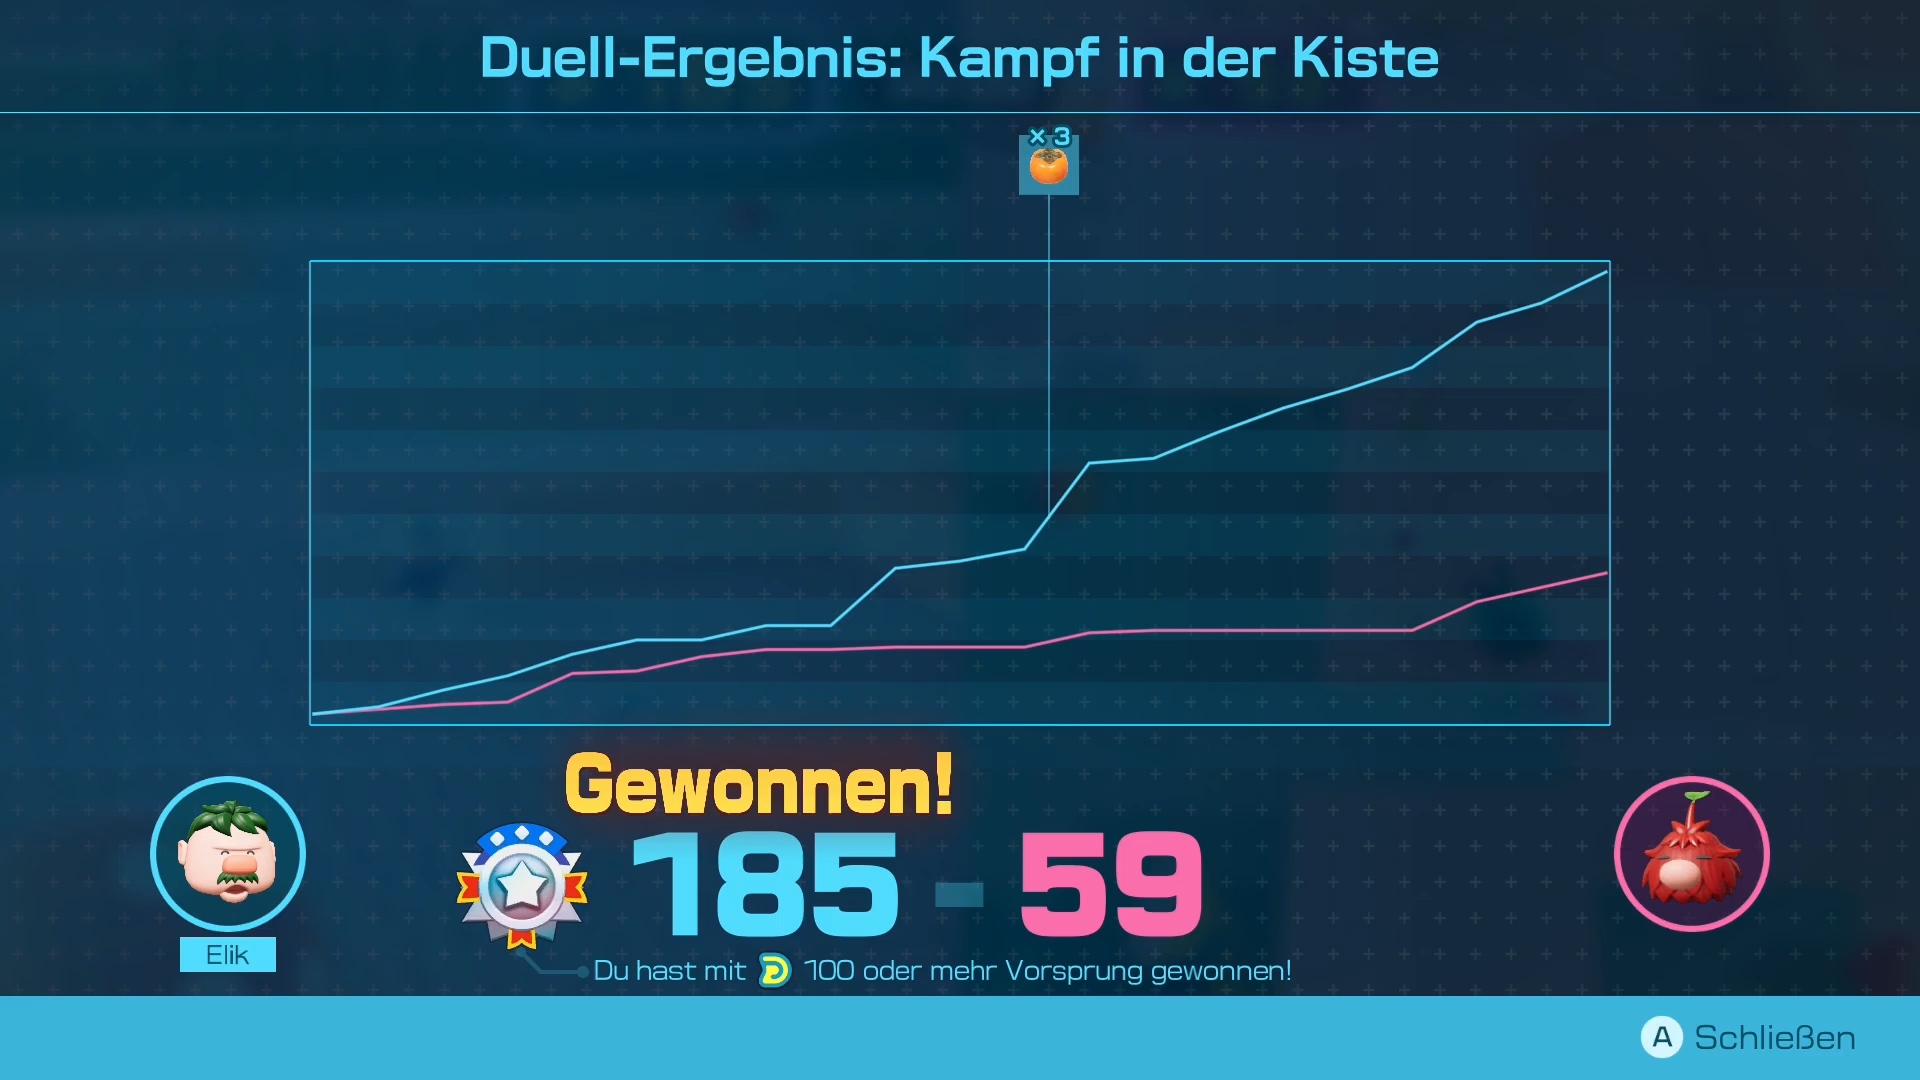 Duell-Ergebnis: Kampf in der Kiste
×3
Gewonnen!
185 - 59
Elik
Du hast mit 100 oder mehr Vorsprung gewonnen!
A Schließen